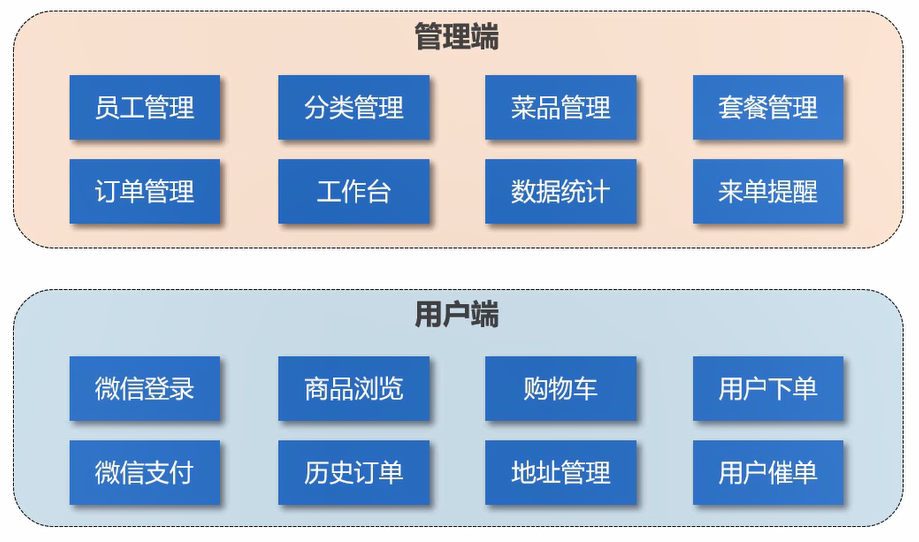 管理端
员工管理
分类管理
菜品管理
套餐管理
订单管理
工作台
数据统计
来单提醒
用户端
微信登录
商品浏览
购物车
用户下单
微信支付
历史订单
地址管理
用户催单